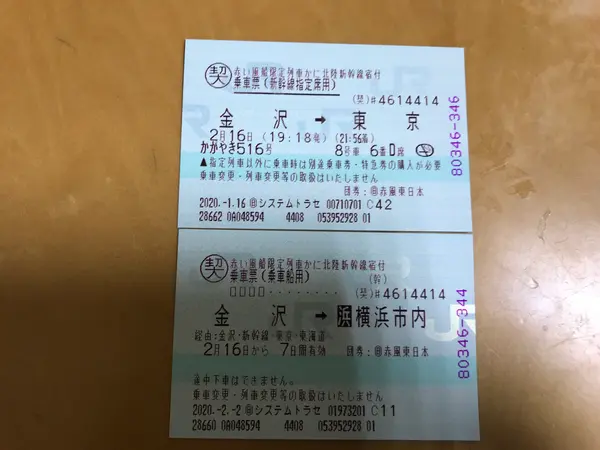 契 赤い風船限定列車かに北陸新幹線宿付
乗車票(新幹線指定席用)
(契)#4614414
金沢 → 東京
2月16日 (19:18発) (21:56着)
かがやき516号 8号車 6番D席
▲指定列車以外に乗車時は別途乗車券・特急券の購入が必要
乗車変更・列車変更等の取扱はいたしません
団券:契赤風東日本
2020.-1.16 契システムトラセ 00710701 C42
28662 0A048594 4408 053952928 01
80346-346
契 赤い風船限定列車かに北陸新幹線宿付
乗車票(乗車船用) (幹)
□□□□・・・・・・・・ (契)#4614414
金沢 → 浜横浜市内
経由:金沢・新幹線・東京・東海道
2月16日から 7日間有効 団券:契赤風東日本
途中下車はできません。
乗車変更・列車変更等の取扱はいたしません
2020.-2.-2 契システムトラセ 01973201 C11
28660 0A048594 4408 053952928 01
80346-344